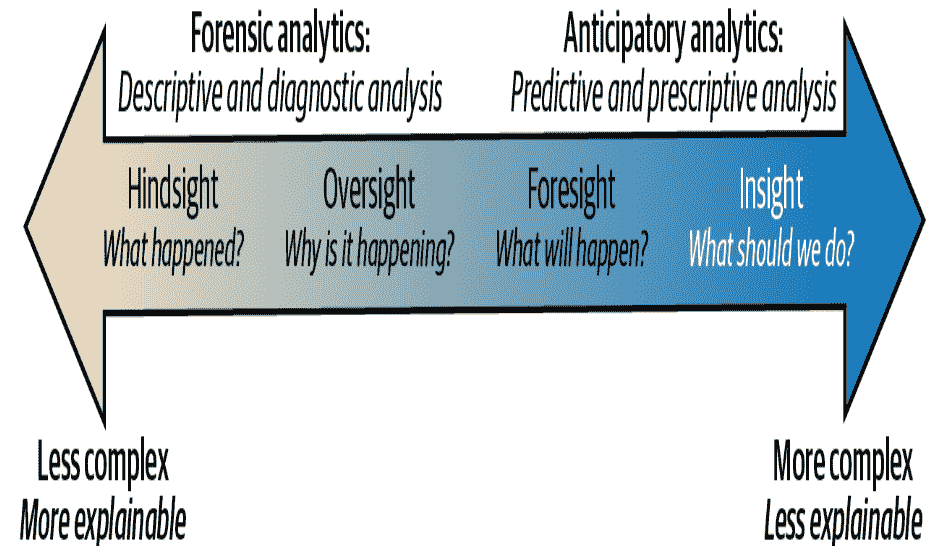 Forensic analytics:
Descriptive and diagnostic analysis
Anticipatory analytics:
Predictive and prescriptive analysis
Hindsight
What happened?
Oversight
Why is it happening?
Foresight
What will happen?
Insight
What should we do?
Less complex
More explainable
More complex
Less explainable